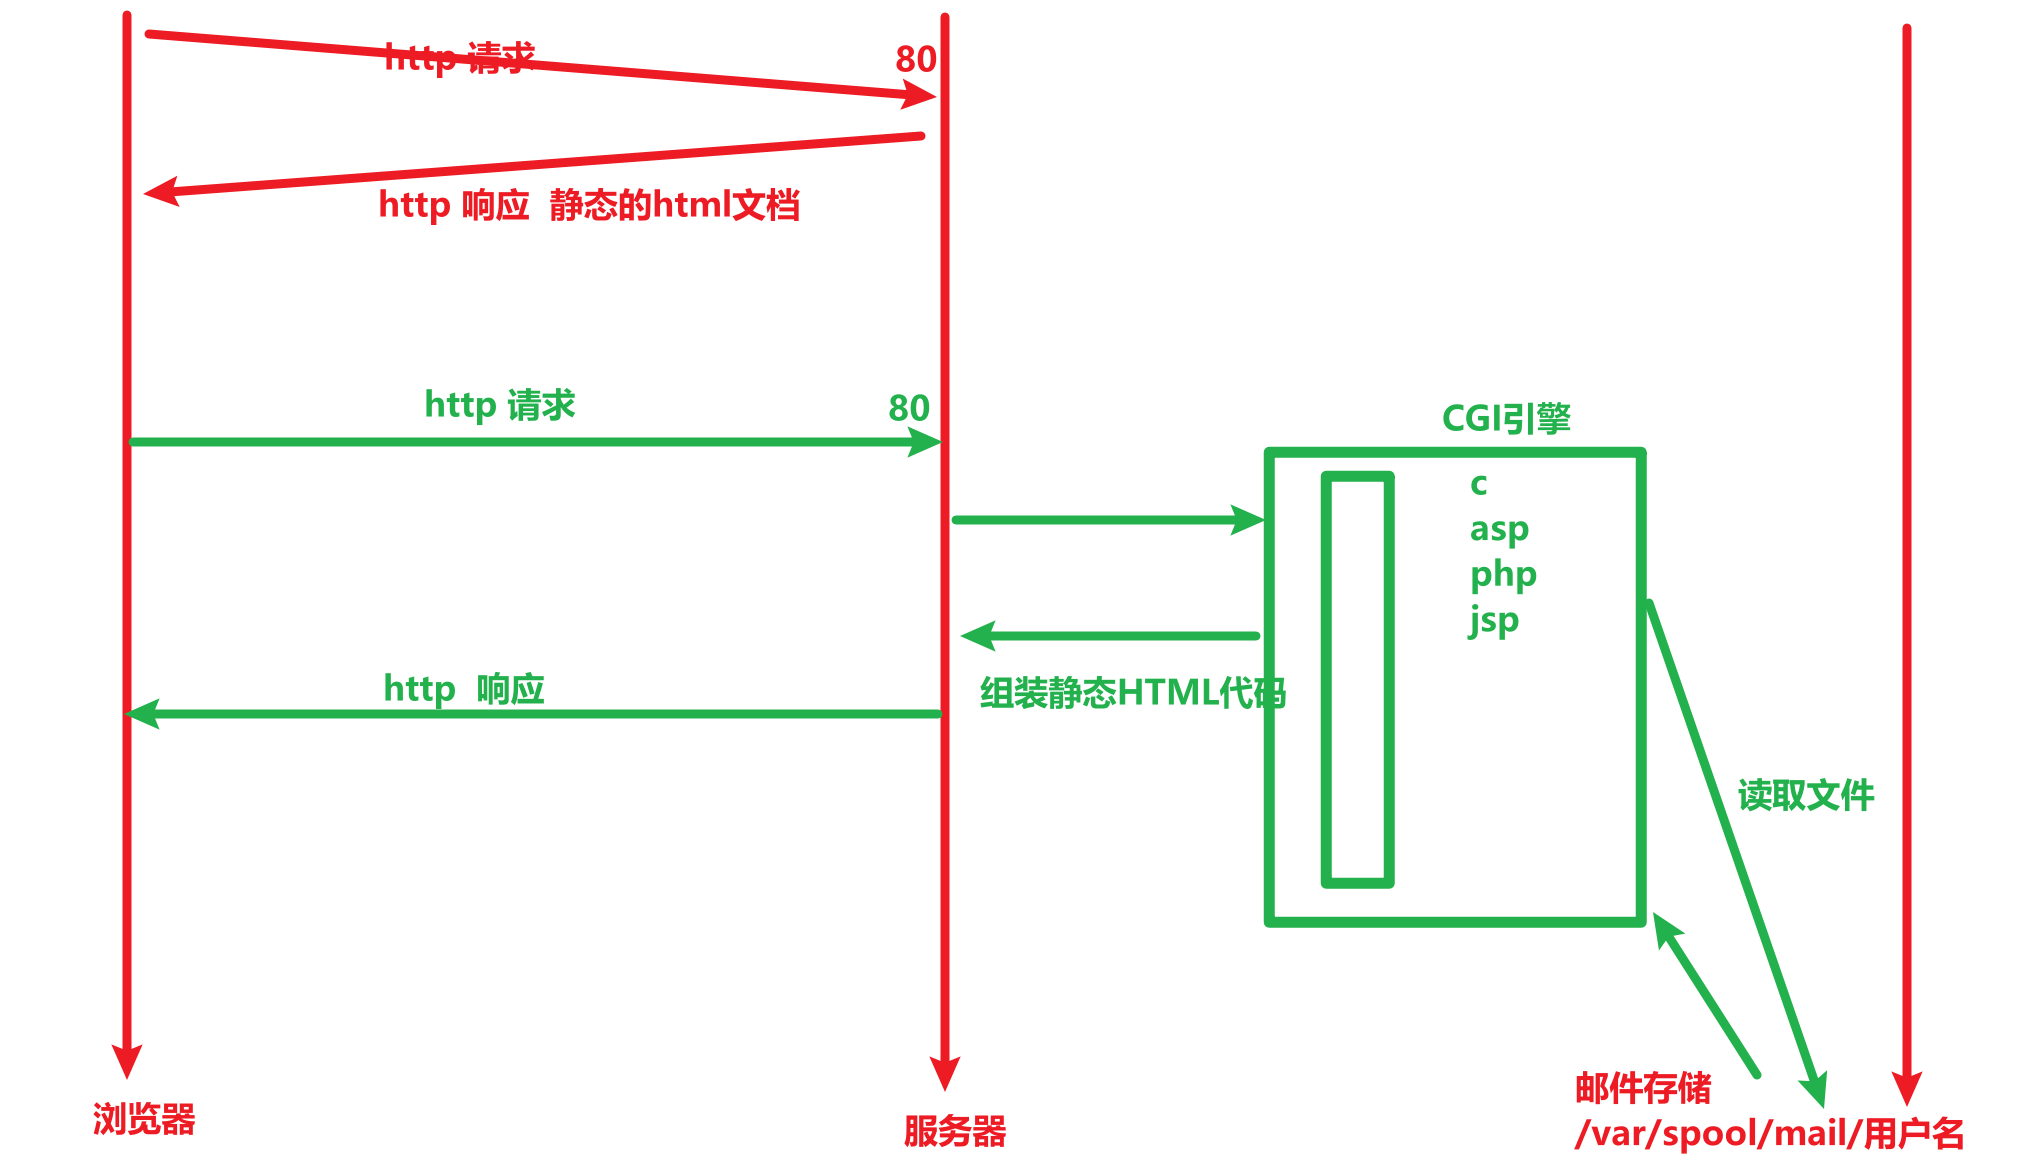 http 请求
80
http 响应  静态的html文档
http 请求
80
CGI引擎
c
asp
php
jsp
http  响应
组装静态HTML代码
读取文件
浏览器
服务器
邮件存储
/var/spool/mail/用户名